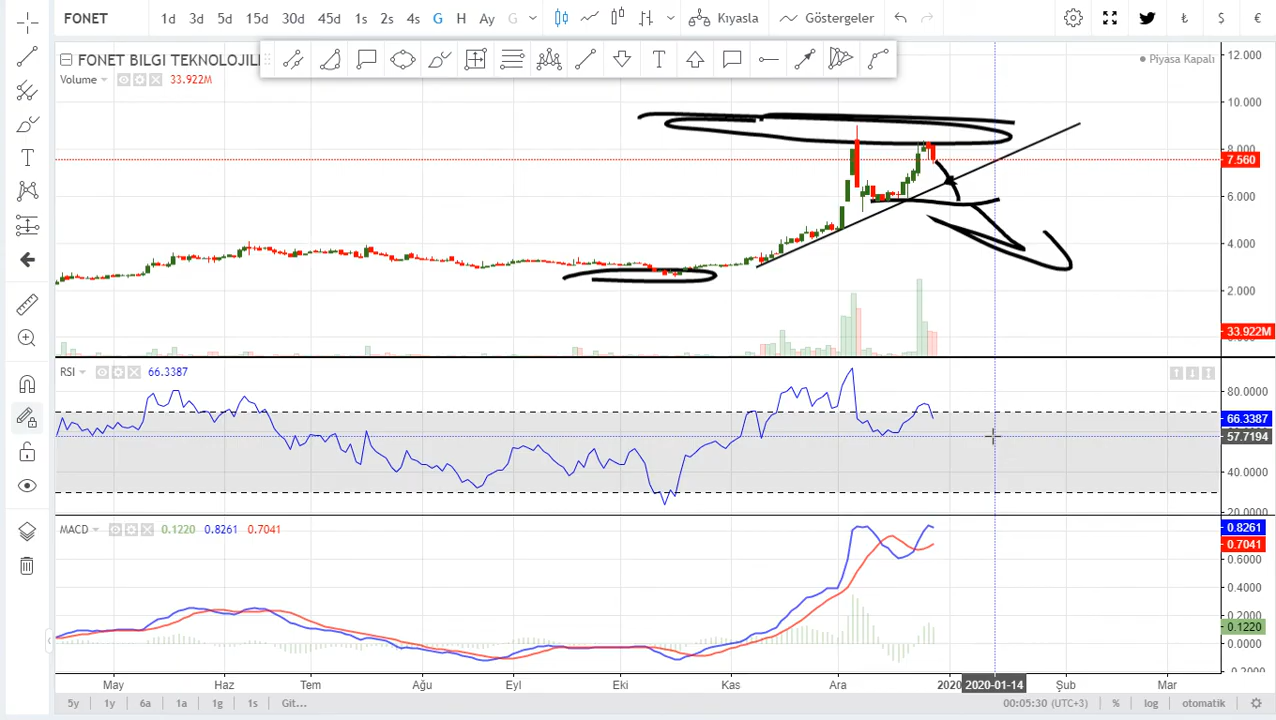 FONET 1d 3d 5d 15d 30d 45d 1s 2s 4s G H Ay G Kıyasla Göstergeler ₺ $ €
FONET BILGI TEKNOLOJILE
Piyasa Kapalı
Volume 33.922M
12.000
10.000
8.000
7.560
6.000
4.000
2.000
33.922M
RSI 66.3387
80.0000
66.3387
57.7194
40.0000
20.0000
MACD 0.1220 0.8261 0.7041
0.8261
0.7041
0.6000
0.4000
0.2000
0.1220
0.0000
-0.2000
May Haz Tem Ağu Eyl Eki Kas Ara 2020 2020-01-14 Şub Mar
5y 1y 6a 1a 1g 1s Git... 00:05:30 (UTC+3) % log otomatik